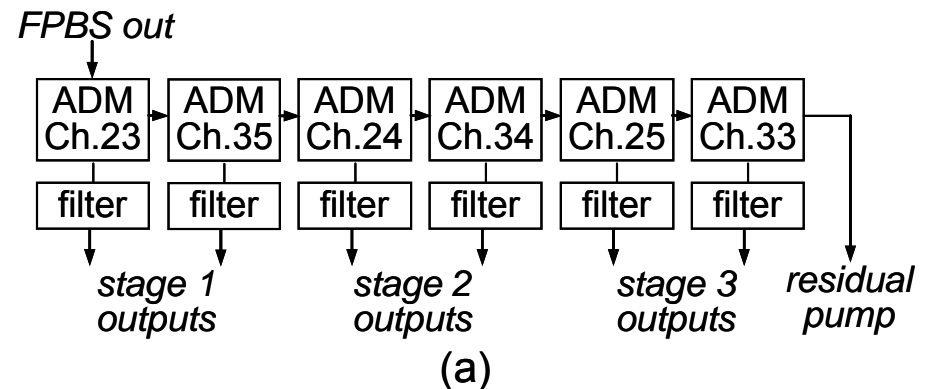 FPBS out
ADM ADM ADM ADM ADM ADM
Ch.23 Ch.35 Ch.24 Ch.34 Ch.25 Ch.33
filter filter filter filter filter filter
stage 1 stage 2 stage 3 residual
outputs outputs outputs pump
(a)